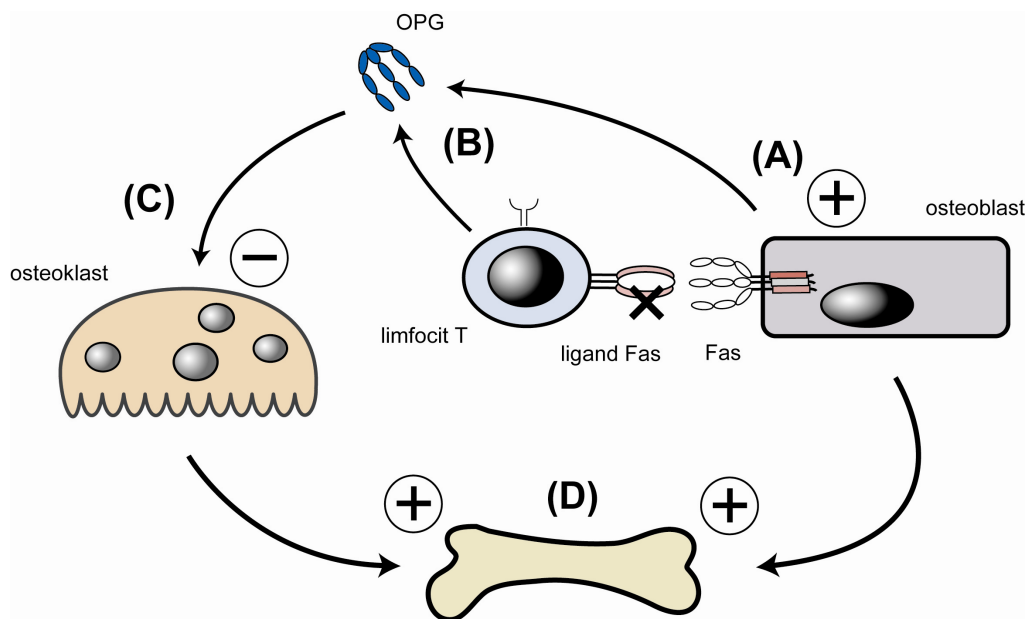 OPG
(B)
(A)
(C)
osteoblast
osteoklast
limfocit T
ligand Fas
Fas
(D)